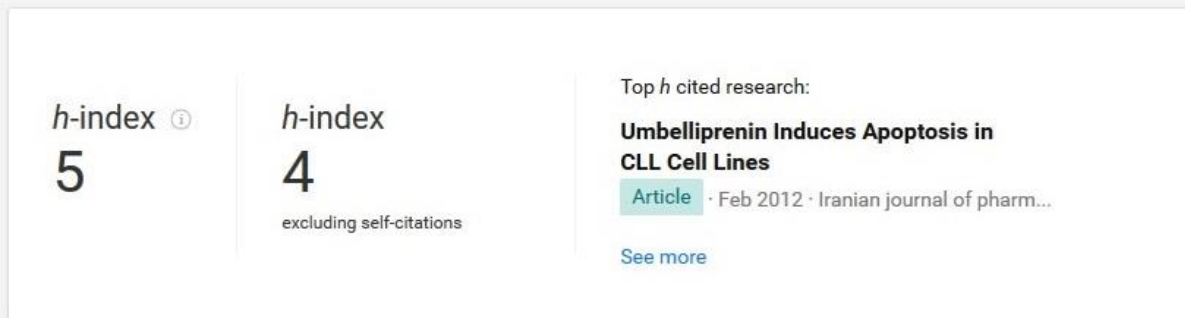 h-index
5
h-index
4
excluding self-citations
Top h cited research:
Umbelliprenin Induces Apoptosis in
CLL Cell Lines
Article · Feb 2012 · Iranian journal of pharm...
See more